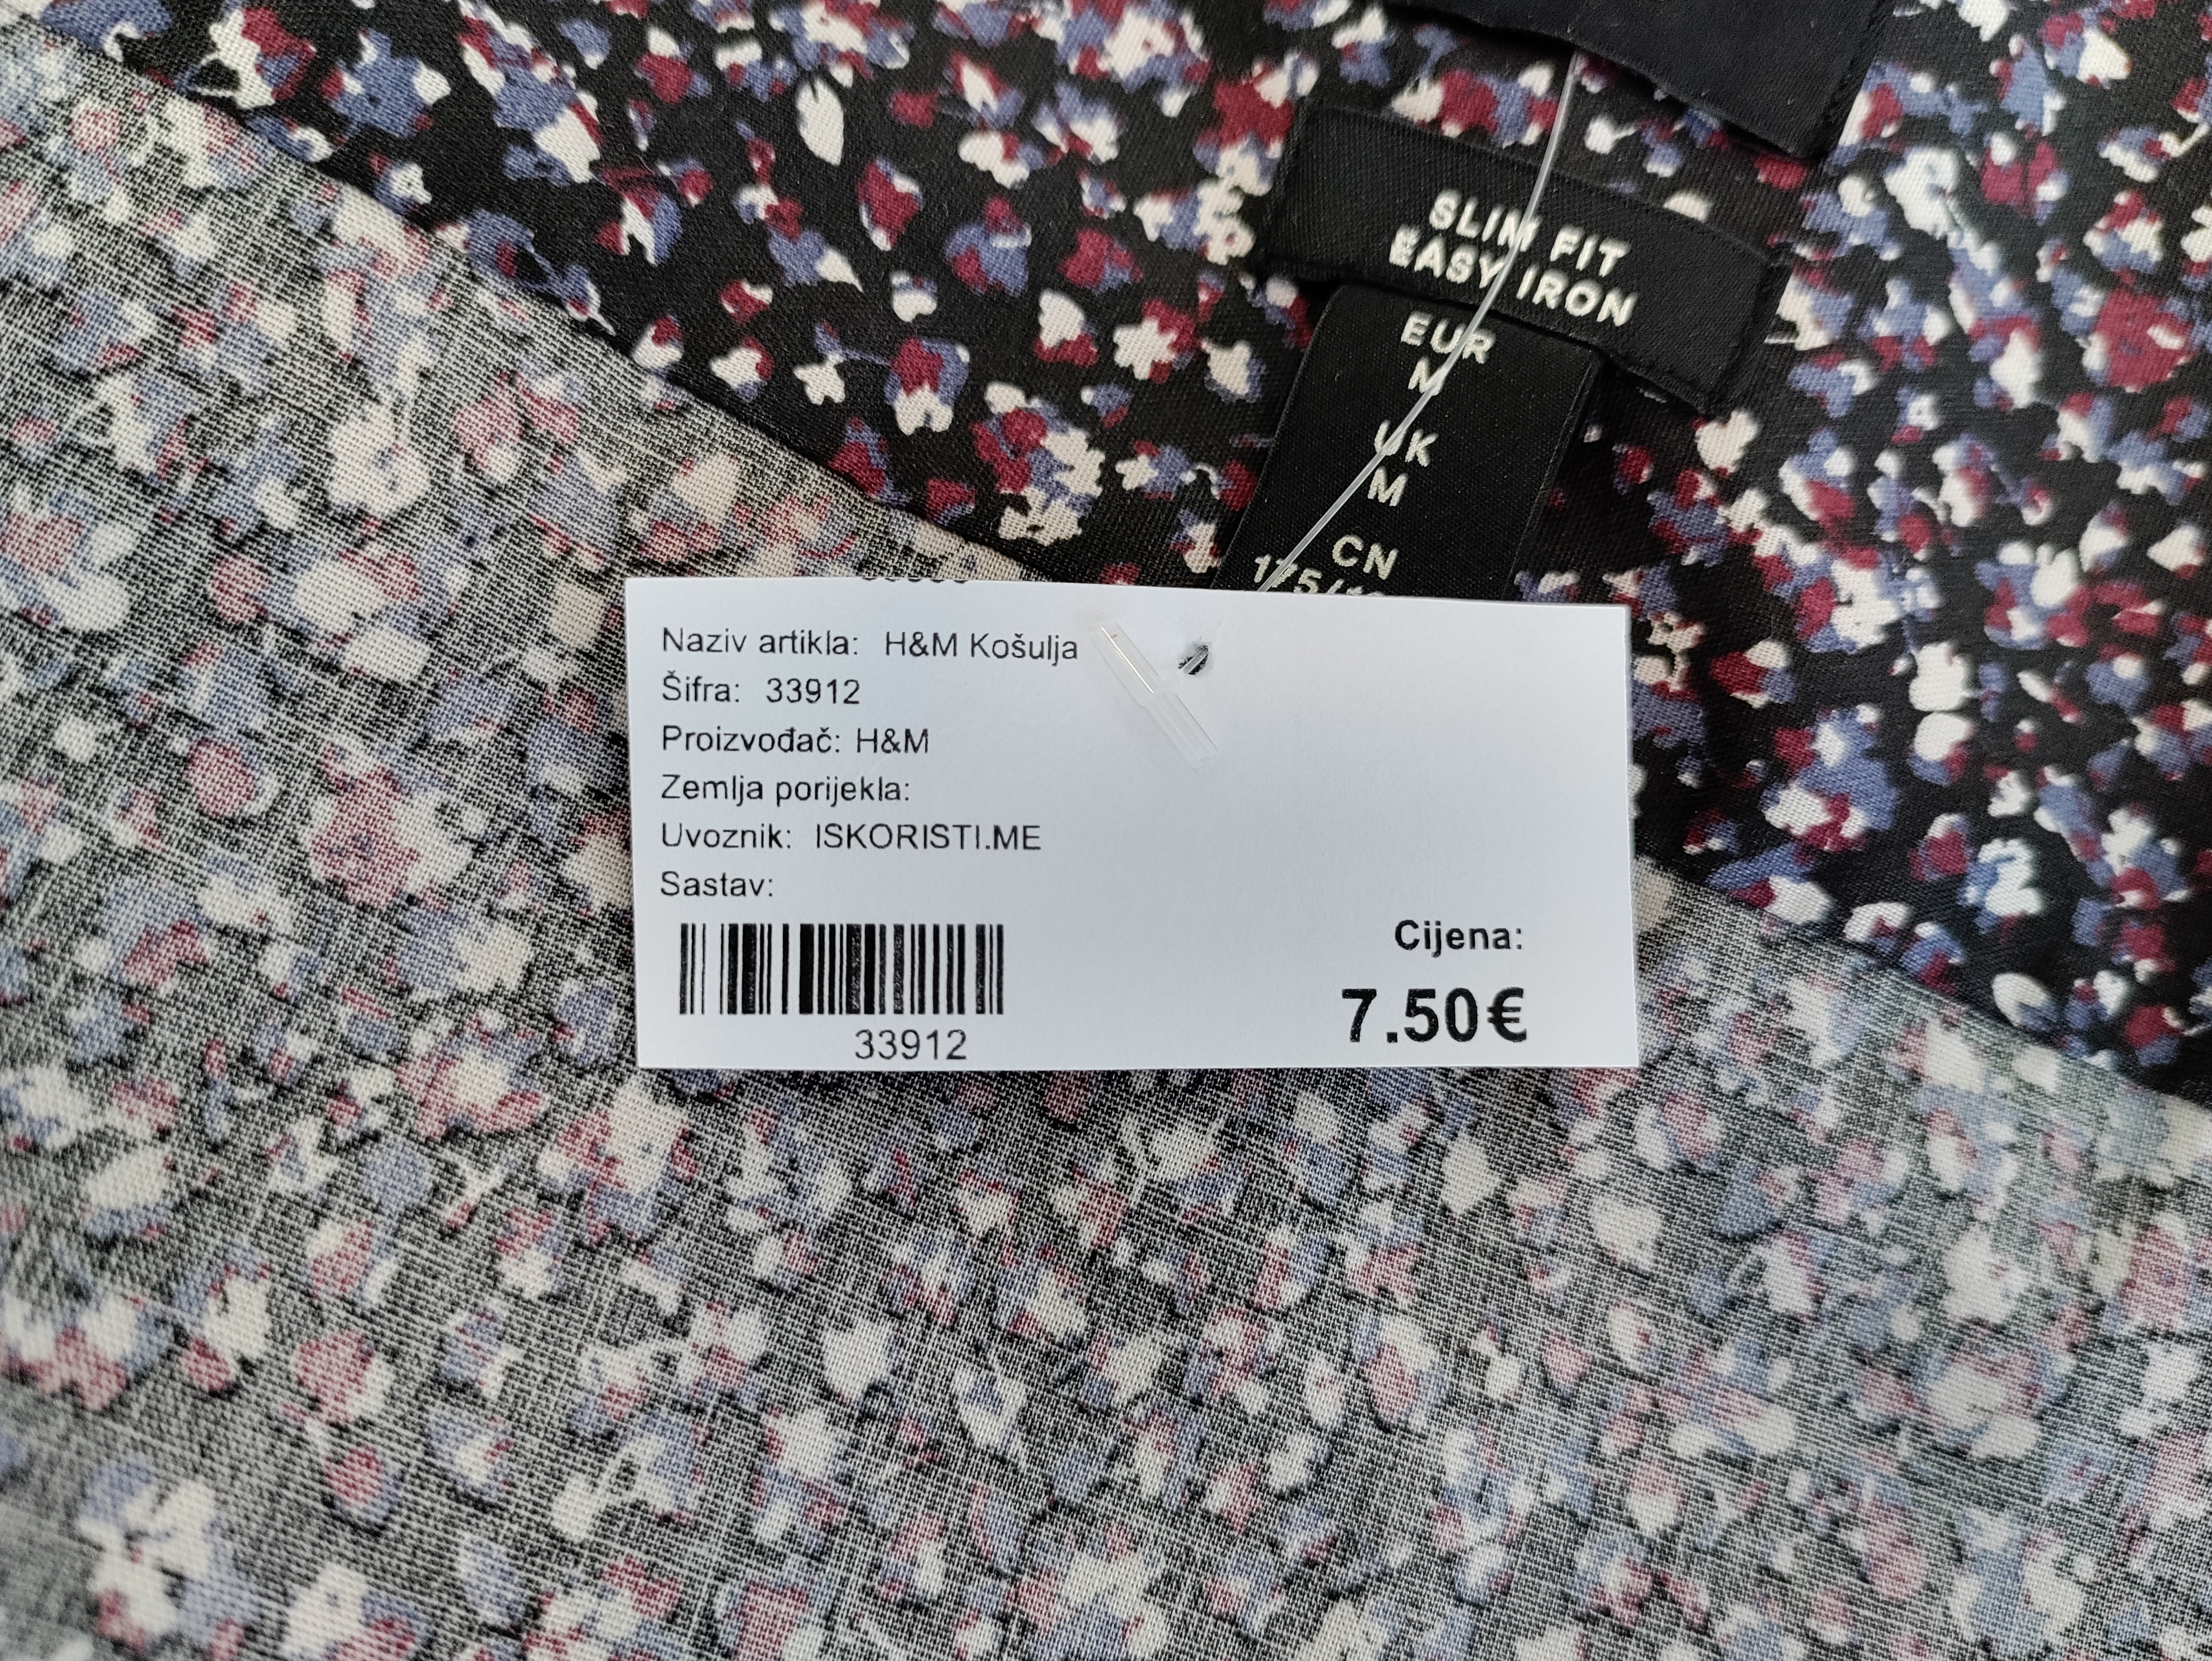 SLIM FIT
EASY IRON
EUR
M
UK
M
CN
Naziv artikla: H&M Košulja
Šifra: 33912
Proizvođač: H&M
Zemlja porijekla:
Uvoznik: ISKORISTI.ME
Sastav:
33912
Cijena:
7.50€